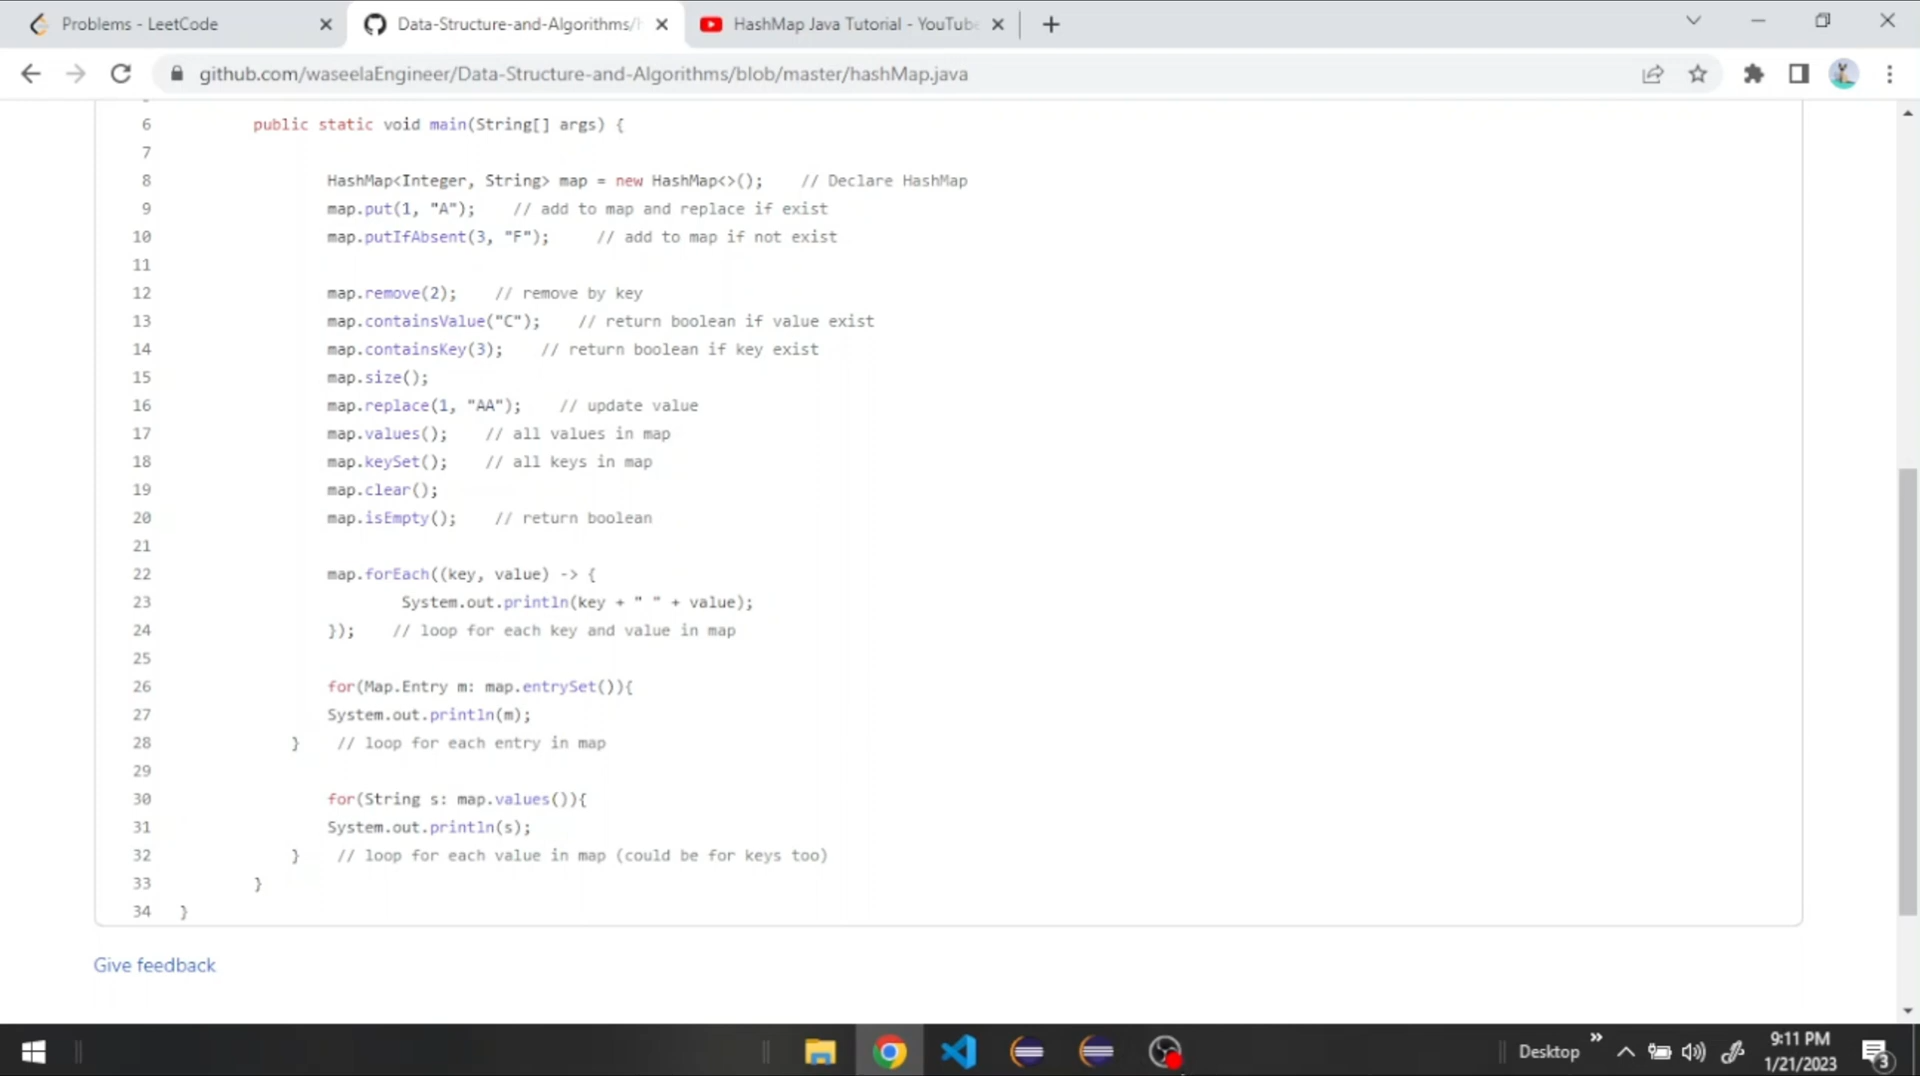 Problems - LeetCode
Data-Structure-and-Algorithms/
HashMap Java Tutorial - YouTube
github.com/waseelaEngineer/Data-Structure-and-Algorithms/blob/master/hashMap.java
6 public static void main(String[] args) {
7
8 HashMap<Integer, String> map = new HashMap<>(); // Declare HashMap
9 map.put(1, "A"); // add to map and replace if exist
10 map.putIfAbsent(3, "F"); // add to map if not exist
11
12 map.remove(2); // remove by key
13 map.containsValue("C"); // return boolean if value exist
14 map.containsKey(3); // return boolean if key exist
15 map.size();
16 map.replace(1, "AA"); // update value
17 map.values(); // all values in map
18 map.keySet(); // all keys in map
19 map.clear();
20 map.isEmpty(); // return boolean
21
22 map.forEach((key, value) -> {
23 System.out.println(key + " " + value);
24 }); // loop for each key and value in map
25
26 for(Map.Entry m: map.entrySet()){
27 System.out.println(m);
28 } // loop for each entry in map
29
30 for(String s: map.values()){
31 System.out.println(s);
32 } // loop for each value in map (could be for keys too)
33 }
34 }
Give feedback
Desktop
9:11 PM
1/21/2023
3